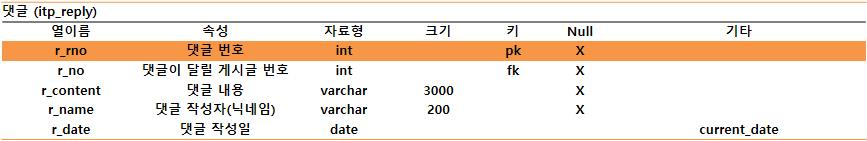 댓글 (itp_reply)
열이름 속성 자료형 크기 키 Null 기타
r_rno 댓글 번호 int pk X
r_no 댓글이 달릴 게시글 번호 int fk X
r_content 댓글 내용 varchar 3000 X
r_name 댓글 작성자(닉네임) varchar 200 X
r_date 댓글 작성일 date current_date